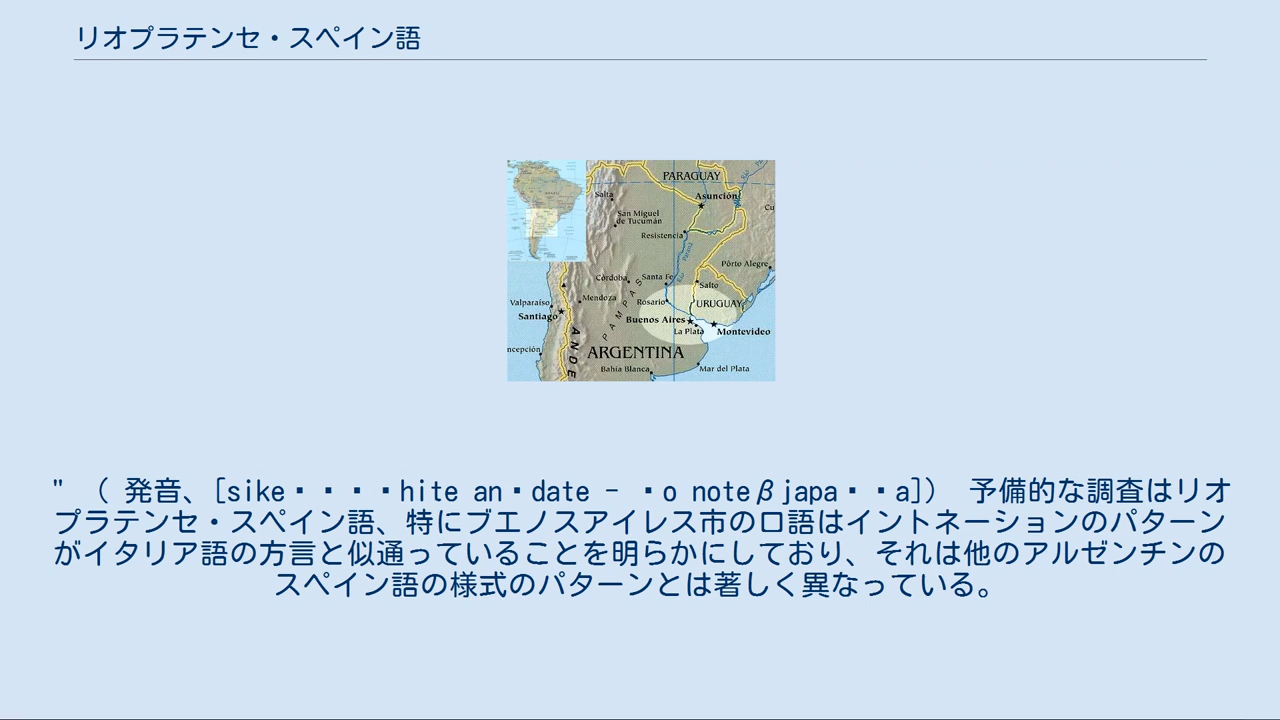 リオプラテンセ・スペイン語
PARAGUAY
Asunción
Salta
San Miguel
de Tucumán
Resistencia
Río Paraná
Pôrto Alegre
Córdoba
Santa Fe
Salto
PAMPAS
Valparaíso
Mendoza
Rosario
URUGUAY
Santiago
Buenos Aires
La Plata
Montevideo
ncepción
ANDE
ARGENTINA
Bahía Blanca
Mar del Plata
" （ 発音、[sike・・・・hite an・date - ・o noteβjapa・・a]） 予備的な調査はリオ
プラテンセ・スペイン語、特にブエノスアイレス市の口語はイントネーションのパターン
がイタリア語の方言と似通っていることを明らかにしており、それは他のアルゼンチンの
スペイン語の様式のパターンとは著しく異なっている。